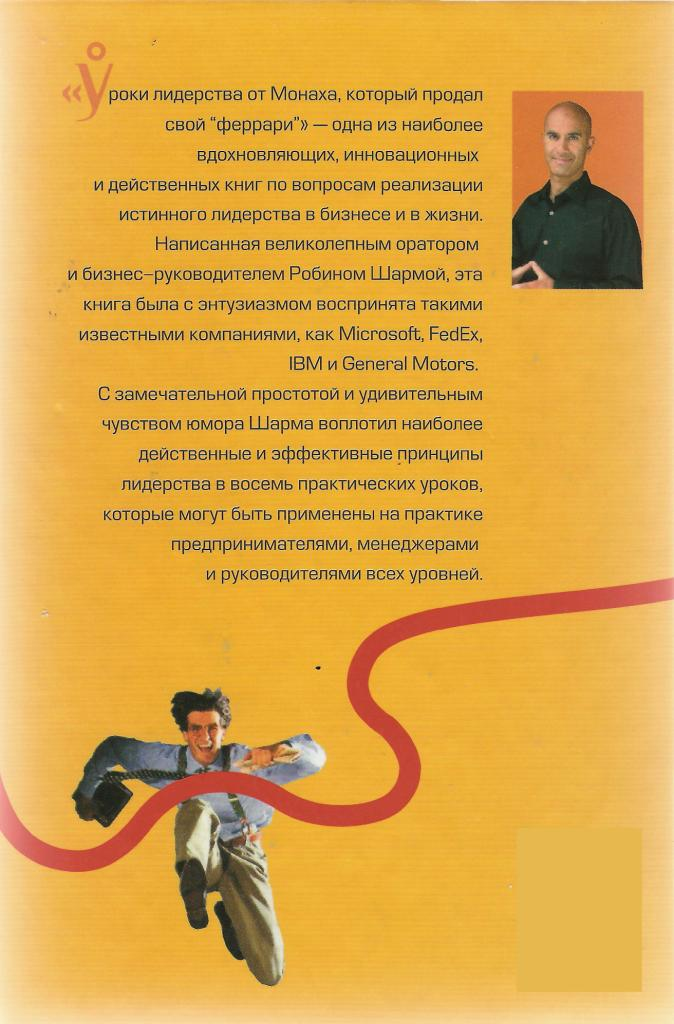 «Уроки лидерства от Монаха, который продал
свой "феррари"» — одна из наиболее
вдохновляющих, инновационных
и действенных книг по вопросам реализации
истинного лидерства в бизнесе и в жизни.
Написанная великолепным оратором
и бизнес–руководителем Робином Шармой, эта
книга была с энтузиазмом воспринята такими
известными компаниями, как Microsoft, FedEx,
IBM и General Motors.
С замечательной простотой и удивительным
чувством юмора Шарма воплотил наиболее
действенные и эффективные принципы
лидерства в восемь практических уроков,
которые могут быть применены на практике
предпринимателями, менеджерами
и руководителями всех уровней.